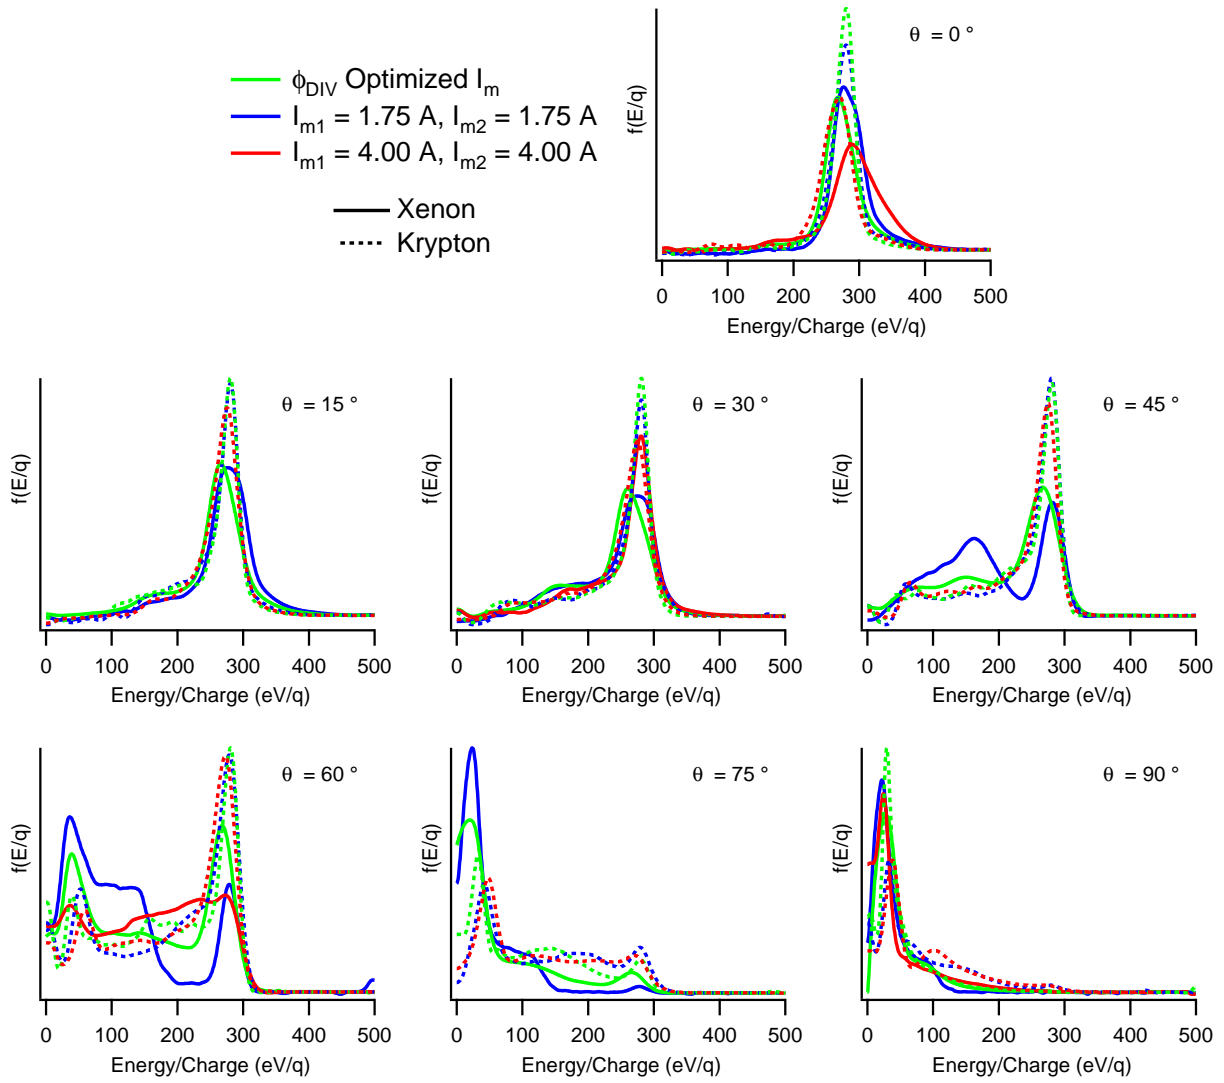 θ = 0 °
ϕDIV Optimized Im
Im1 = 1.75 A, Im2 = 1.75 A
Im1 = 4.00 A, Im2 = 4.00 A
Xenon
Krypton
f(E/q)
0 100 200 300 400 500
Energy/Charge (eV/q)
θ = 15 °
f(E/q)
0 100 200 300 400 500
Energy/Charge (eV/q)
θ = 30 °
f(E/q)
0 100 200 300 400 500
Energy/Charge (eV/q)
θ = 45 °
f(E/q)
0 100 200 300 400 500
Energy/Charge (eV/q)
θ = 60 °
f(E/q)
0 100 200 300 400 500
Energy/Charge (eV/q)
θ = 75 °
f(E/q)
0 100 200 300 400 500
Energy/Charge (eV/q)
θ = 90 °
f(E/q)
0 100 200 300 400 500
Energy/Charge (eV/q)